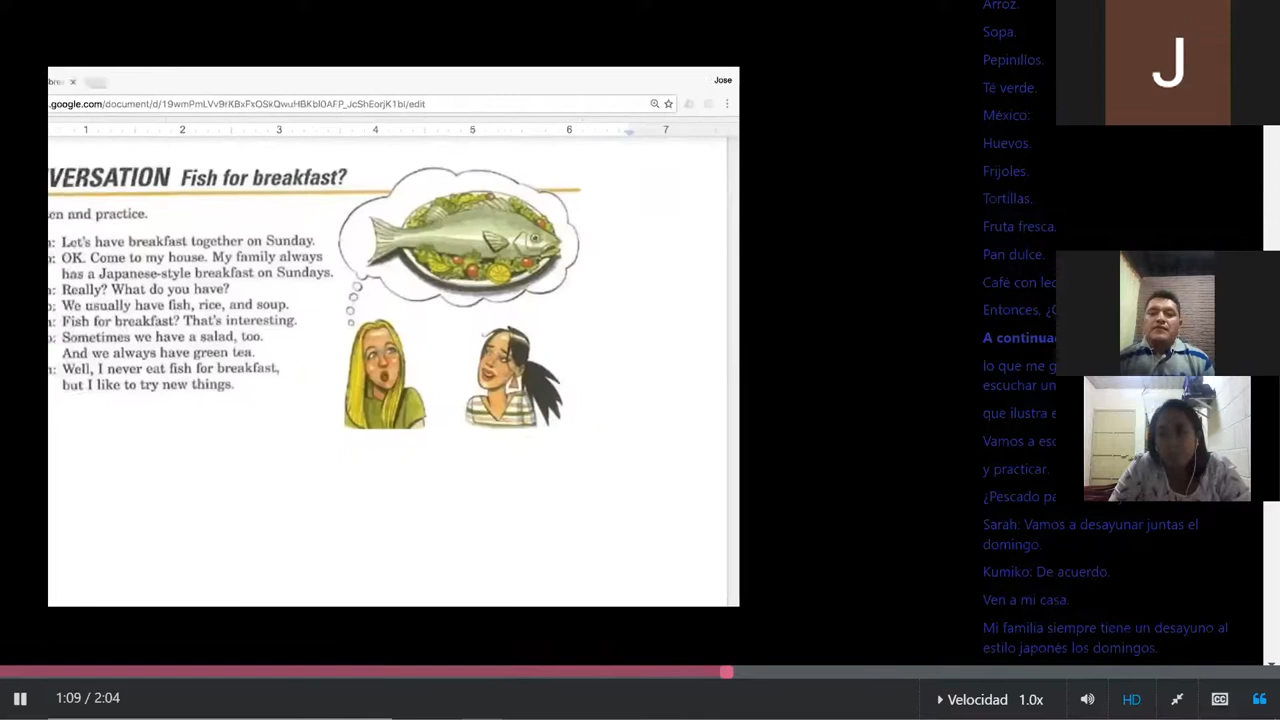 Jose
.google.com/document/d/19wmPmLVv9rKBxFxOSkQwuHBKbl0AFP_JcShEorjK1bI/edit
1 2 3 4 5 6 7
VERSATION Fish for breakfast?
en and practice.
: Let's have breakfast together on Sunday.
: OK. Come to my house. My family always
has a Japanese-style breakfast on Sundays.
: Really? What do you have?
: We usually have fish, rice, and soup.
: Fish for breakfast? That's interesting.
: Sometimes we have a salad, too.
And we always have green tea.
: Well, I never eat fish for breakfast,
but I like to try new things.
Arroz.
Sopa.
Pepinillos.
Té verde.
México:
Huevos.
Frijoles.
Tortillas.
Fruta fresca.
Pan dulce.
Café con lec
Entonces, ¿
A continua
lo que me g
escuchar un
que ilustra e
Vamos a esc
y practicar.
¿Pescado pa
Sarah: Vamos a desayunar juntas el
domingo.
Kumiko: De acuerdo.
Ven a mi casa.
Mi familia siempre tiene un desayuno al
estilo japonés los domingos.
J
1:09 / 2:04
Velocidad 1.0x
HD
CC